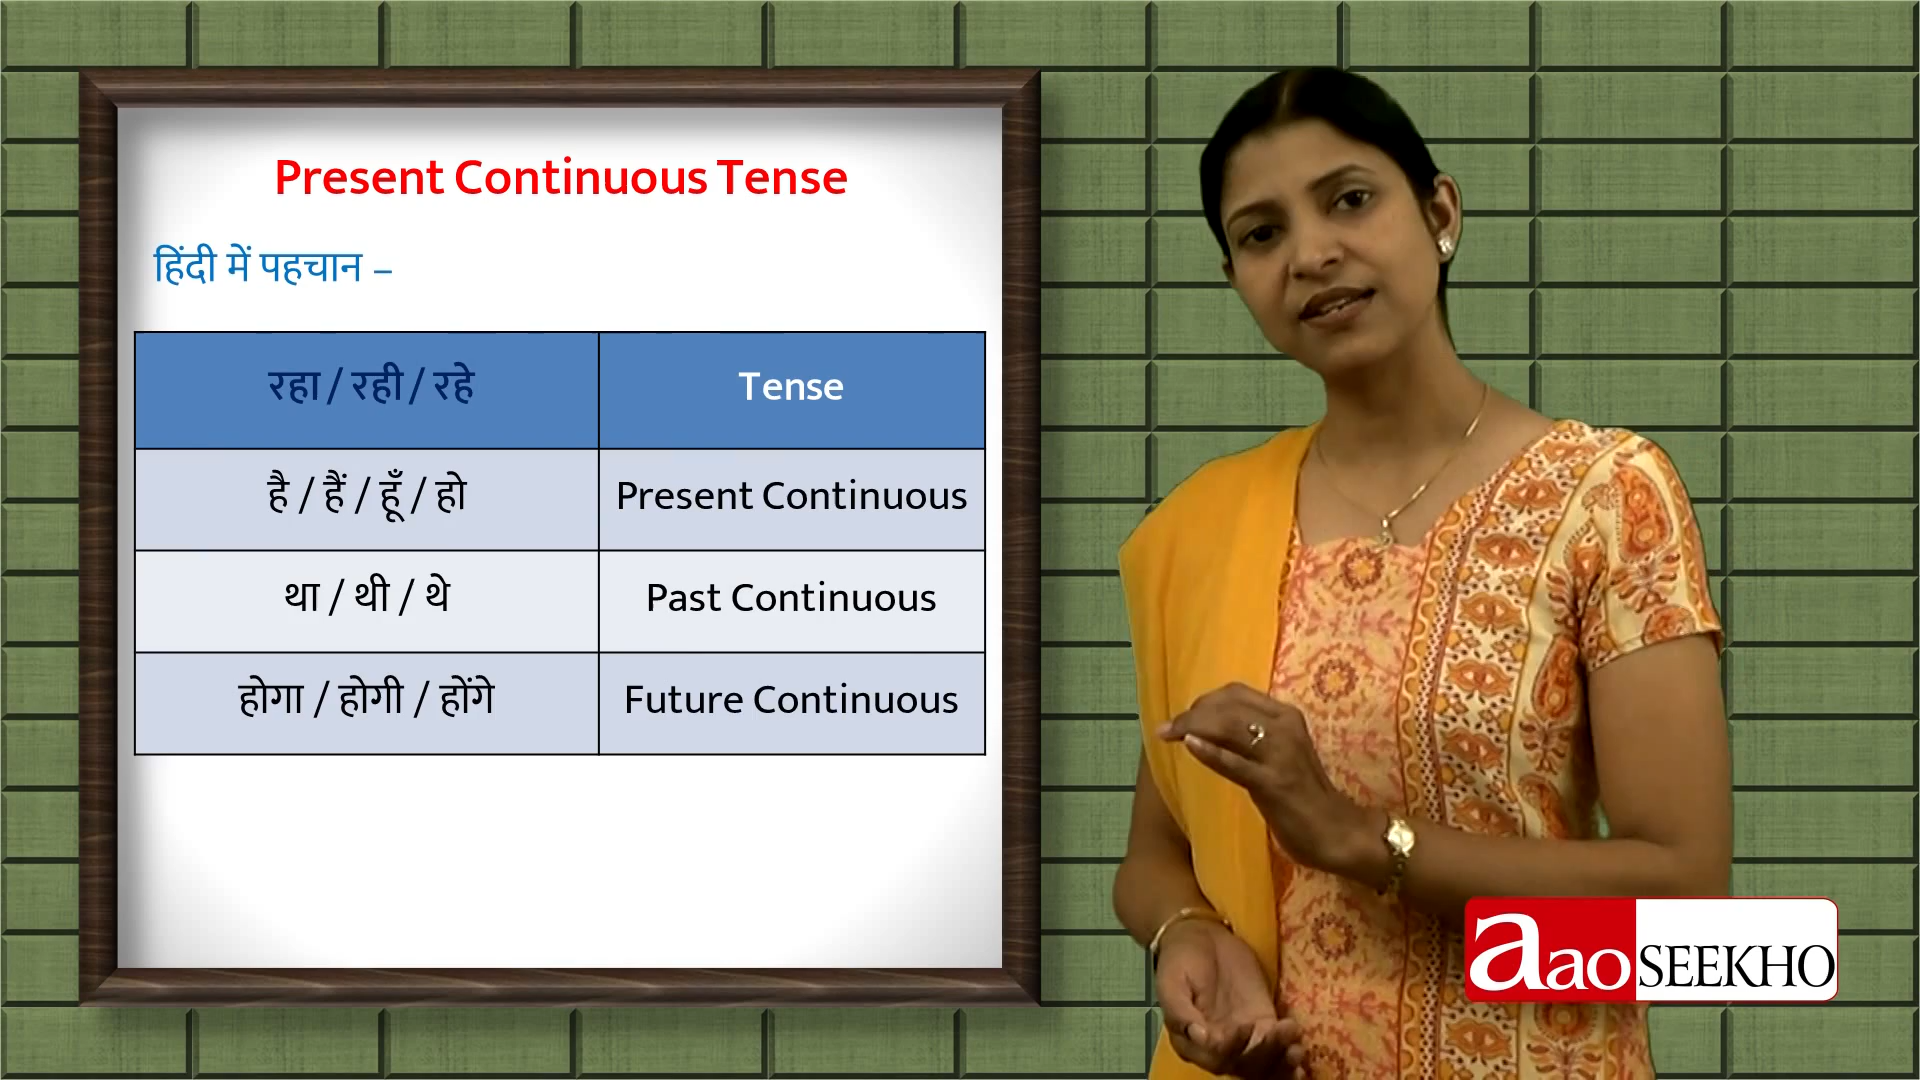 Present Continuous Tense
हिंदी में पहचान –
रहा / रही / रहे
Tense
है / हैं / हूँ / हो
Present Continuous
था / थी / थे
Past Continuous
होगा / होगी / होंगे
Future Continuous
aao SEEKHO